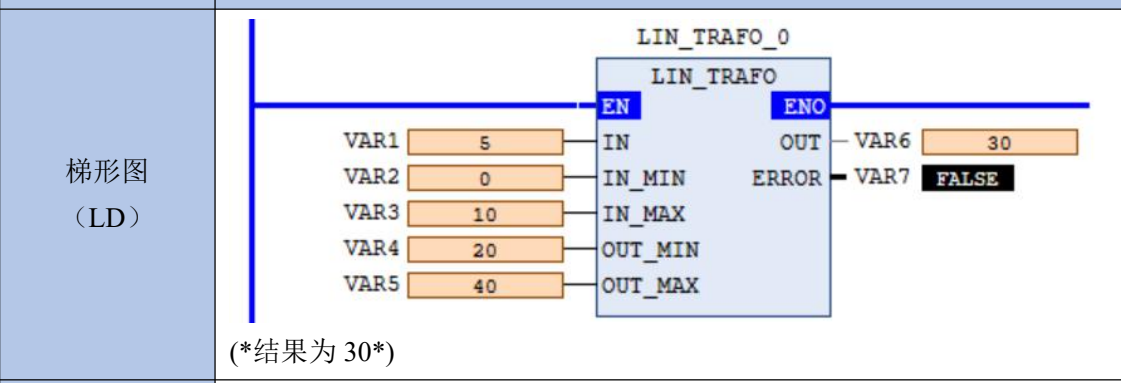 梯形图
（LD）
LIN_TRAFO_0
LIN_TRAFO
EN ENO
VAR1 5 IN OUT VAR6 30
VAR2 0 IN_MIN ERROR VAR7 FALSE
VAR3 10 IN_MAX
VAR4 20 OUT_MIN
VAR5 40 OUT_MAX
(*结果为 30*)